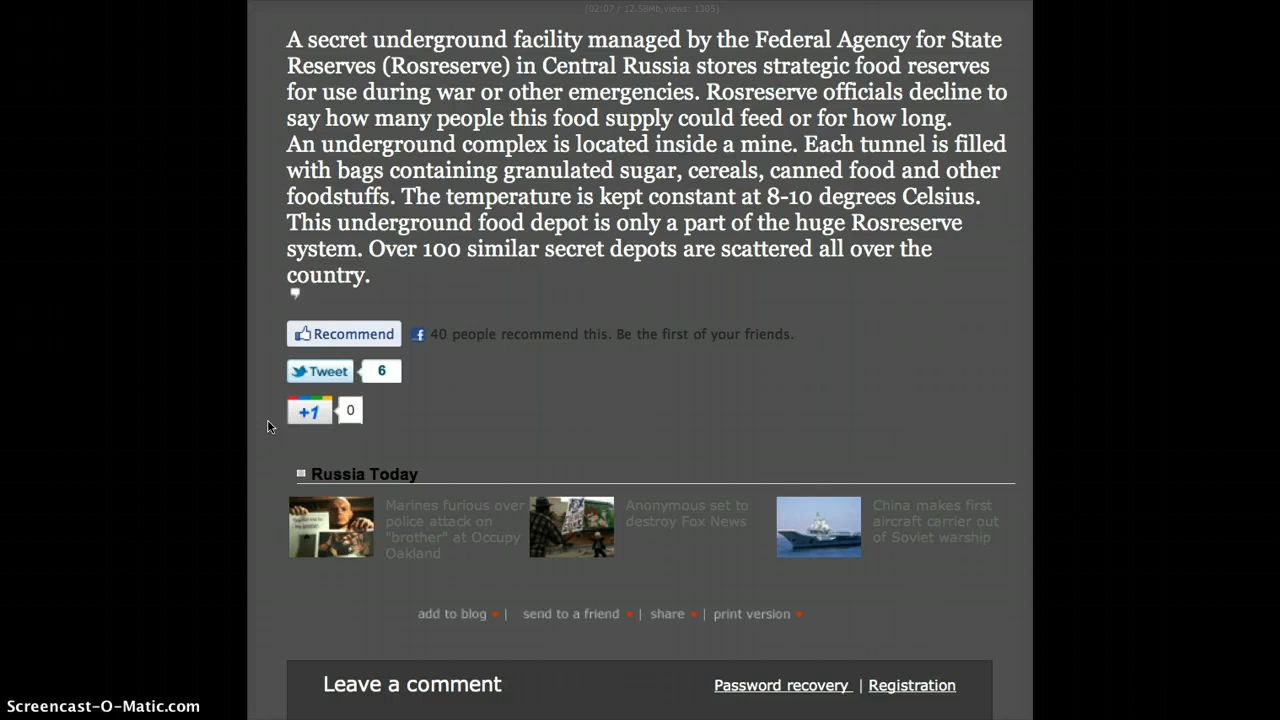 (02:07 / 12.58Mb,views: 1305)
A secret underground facility managed by the Federal Agency for State
Reserves (Rosreserve) in Central Russia stores strategic food reserves
for use during war or other emergencies. Rosreserve officials decline to
say how many people this food supply could feed or for how long.
An underground complex is located inside a mine. Each tunnel is filled
with bags containing granulated sugar, cereals, canned food and other
foodstuffs. The temperature is kept constant at 8-10 degrees Celsius.
This underground food depot is only a part of the huge Rosreserve
system. Over 100 similar secret depots are scattered all over the
country.
Recommend 40 people recommend this. Be the first of your friends.
Tweet 6
+1 0
Russia Today
Marines furious over
police attack on
"brother" at Occupy
Oakland
Anonymous set to
destroy Fox News
China makes first
aircraft carrier out
of Soviet warship
add to blog | send to a friend | share | print version
Leave a comment Password recovery | Registration
Screencast-O-Matic.com